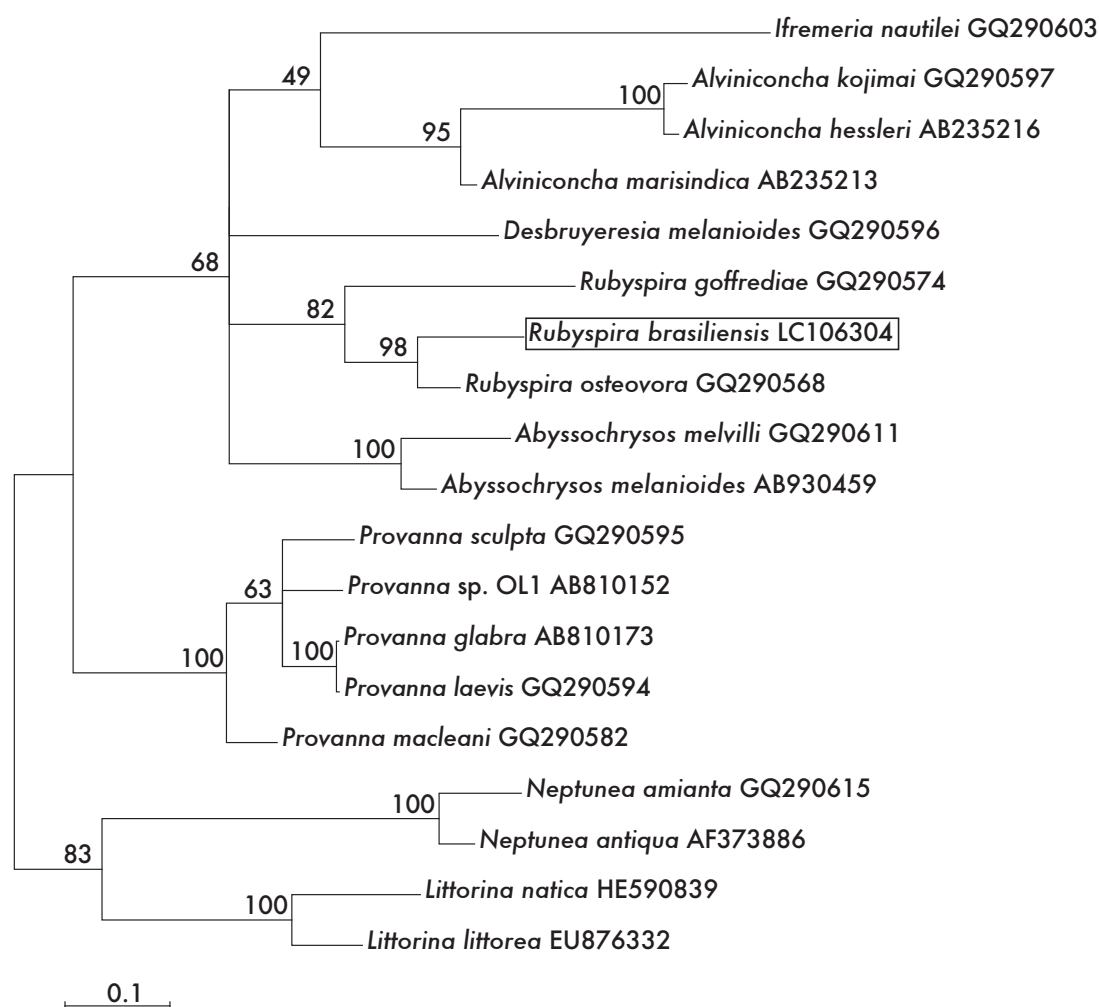 Ifremeria nautilei GQ290603
49
Alviniconcha kojimai GQ290597
100
Alviniconcha hessleri AB235216
95
Alviniconcha marisindica AB235213
Desbruyeresia melanioides GQ290596
68
Rubyspira goffrediae GQ290574
82
Rubyspira brasiliensis LC106304
98
Rubyspira osteovora GQ290568
Abyssochrysos melvilli GQ290611
100
Abyssochrysos melanioides AB930459
Provanna sculpta GQ290595
63
Provanna sp. OL1 AB810152
Provanna glabra AB810173
100
100
Provanna laevis GQ290594
Provanna macleani GQ290582
Neptunea amianta GQ290615
100
Neptunea antiqua AF373886
83
Littorina natica HE590839
100
Littorina littorea EU876332
0.1